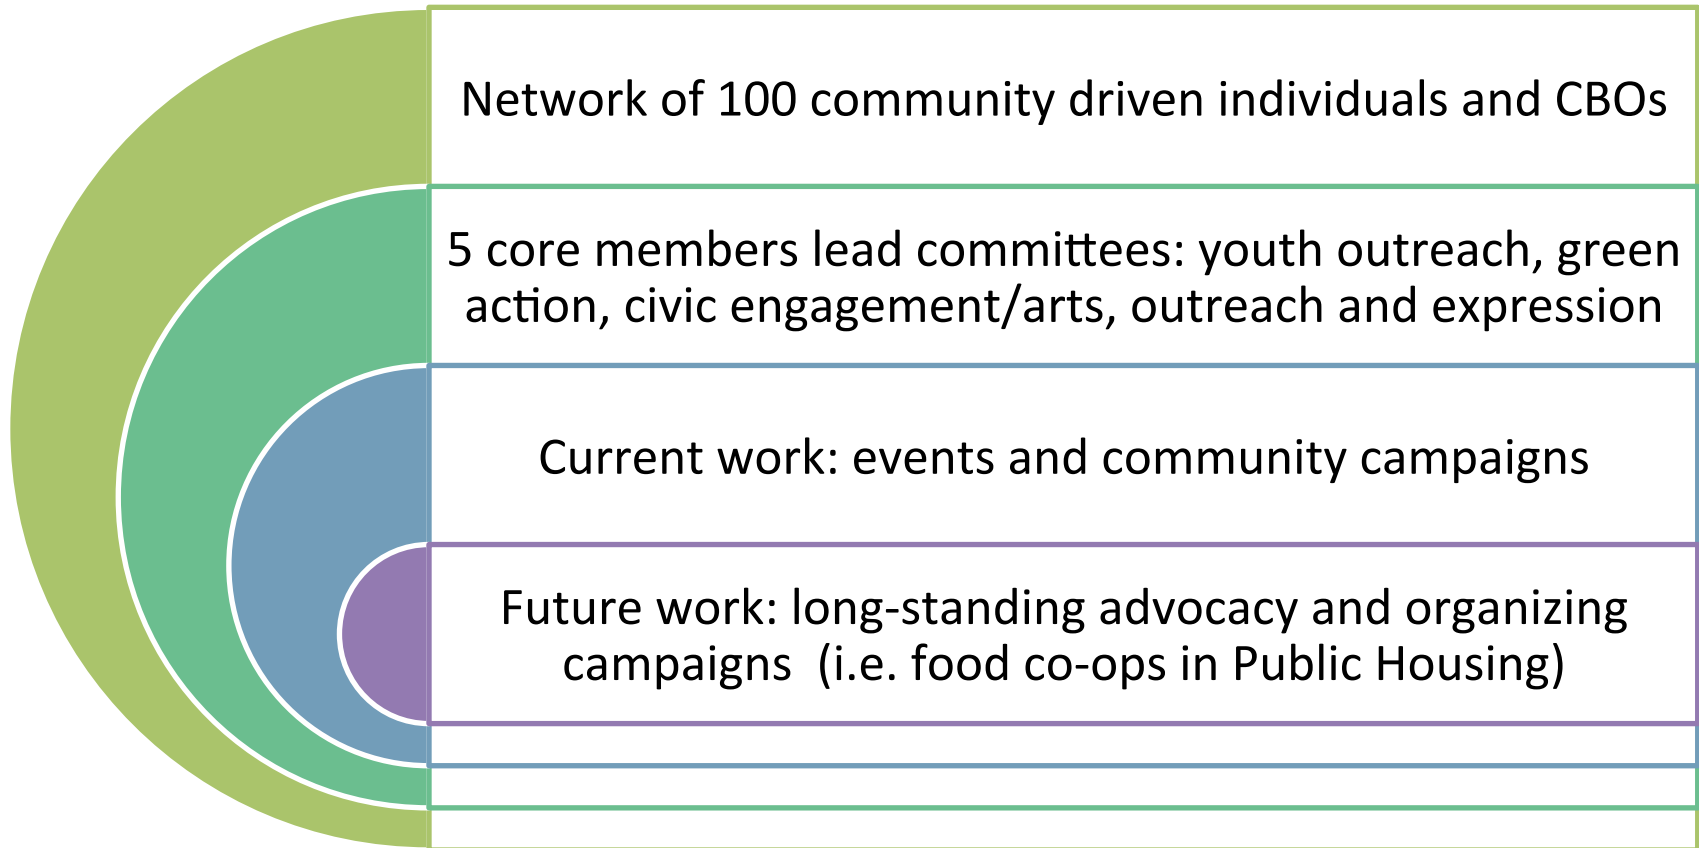 Network of 100 community driven individuals and CBOs
5 core members lead committees: youth outreach, green
action, civic engagement/arts, outreach and expression
Current work: events and community campaigns
Future work: long-standing advocacy and organizing
campaigns  (i.e. food co-ops in Public Housing)